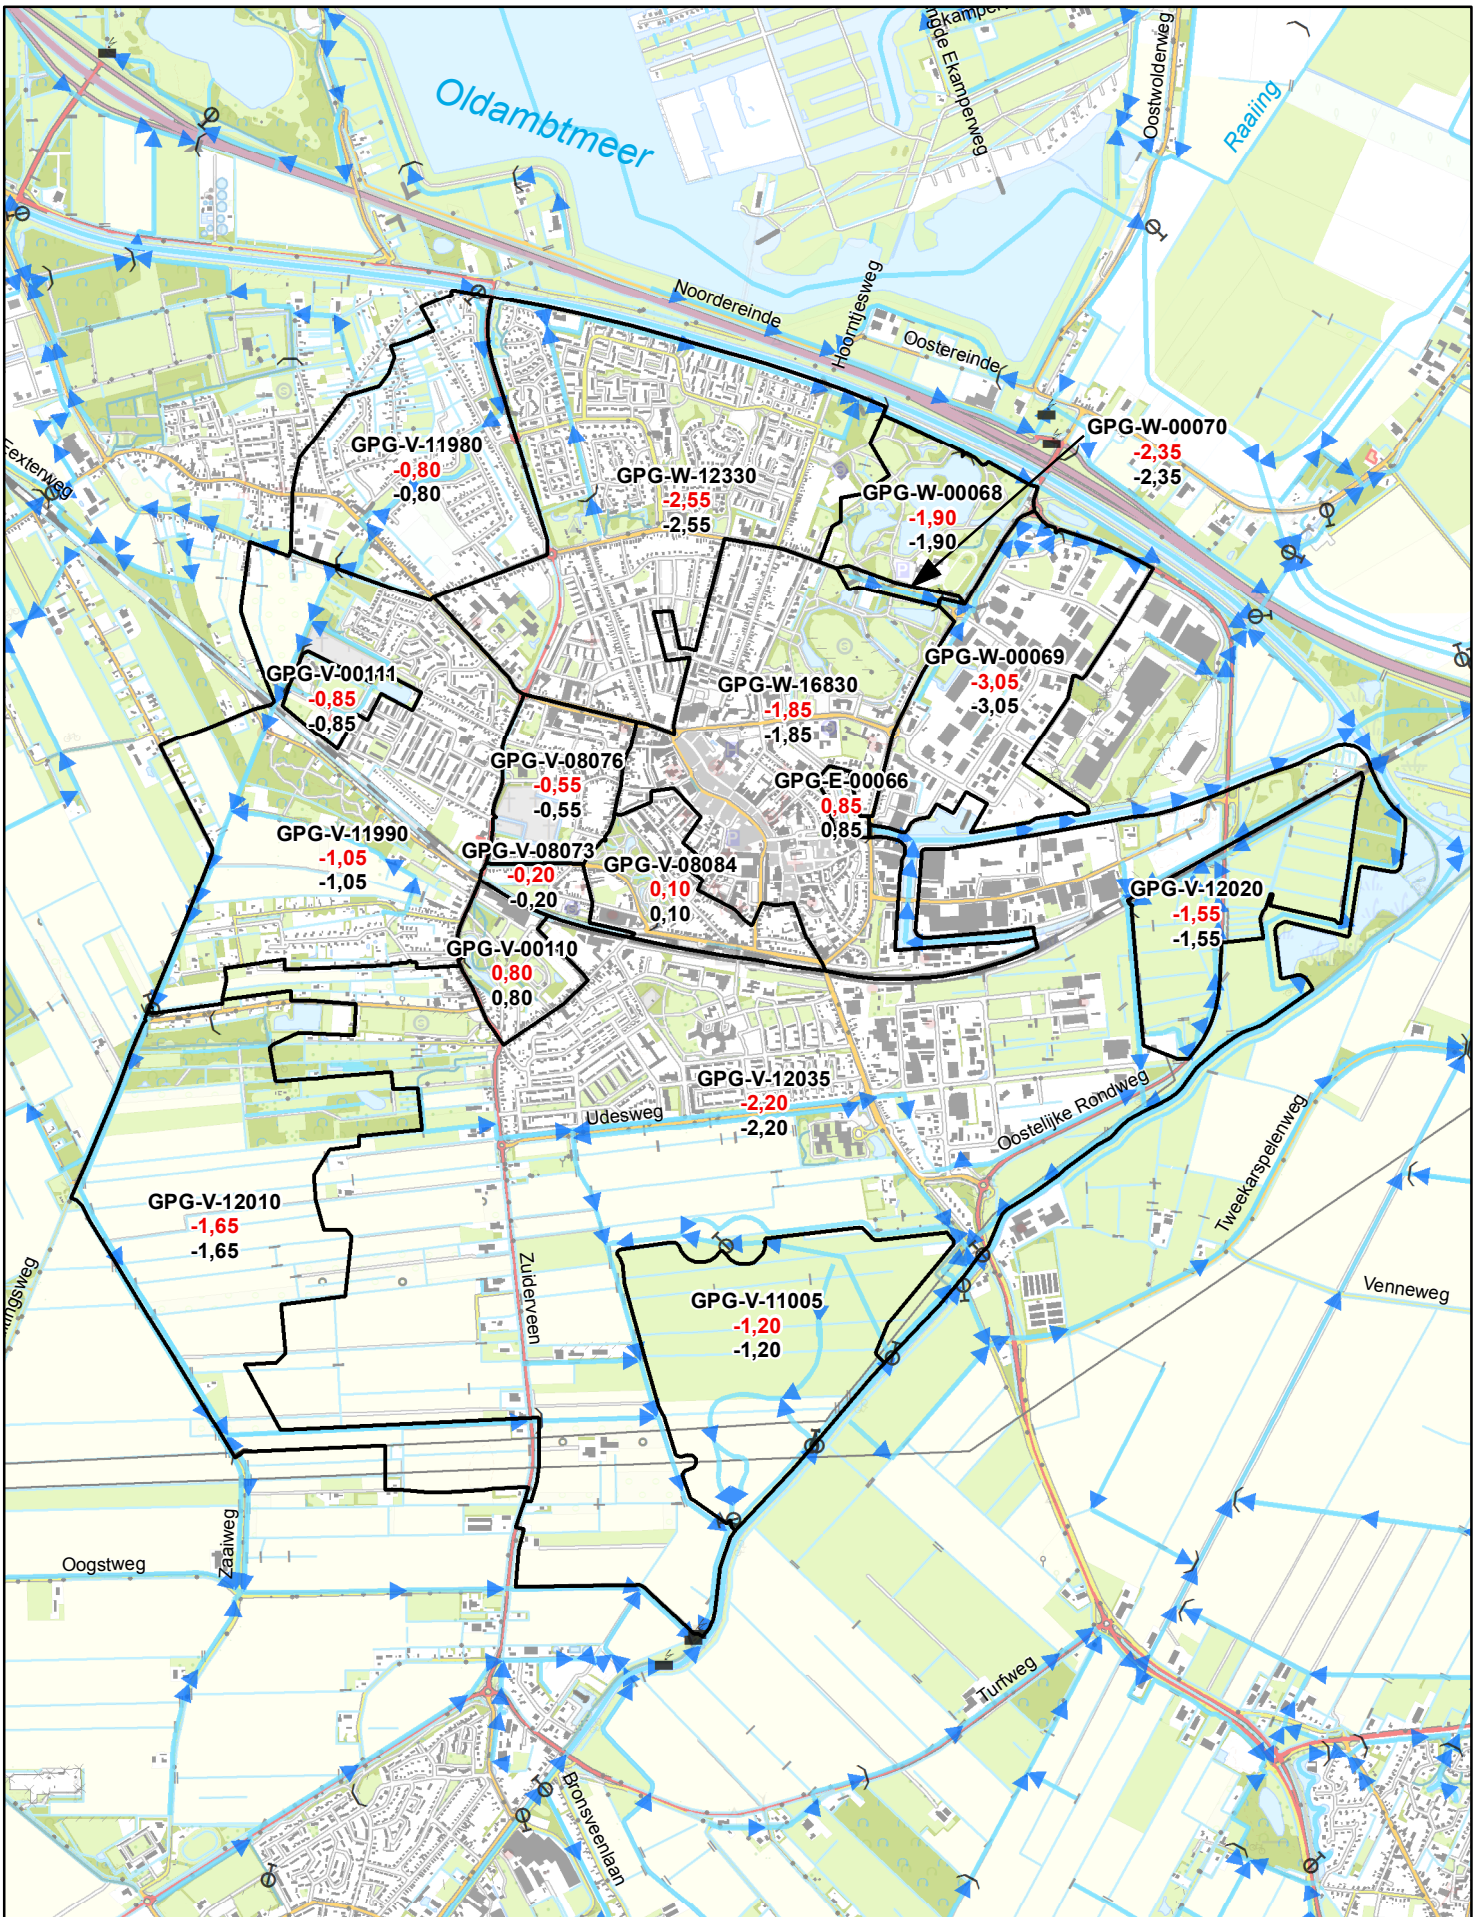 Oldambtmeer
Oostwolderweg
Raaiing
Noordereinde
Hoorntjesweg
Oostereinde
Eexterweg
GPG-V-11980
-0,80
-0,80
GPG-W-12330
-2,55
-2,55
GPG-W-00070
-2,35
-2,35
GPG-W-00068
-1,90
-1,90
GPG-V-00111
-0,85
-0,85
GPG-W-16830
-1,85
-1,85
GPG-W-00069
-3,05
-3,05
GPG-V-08076
-0,55
-0,55
GPG-E-00066
0,85
0,85
GPG-V-11990
-1,05
-1,05
GPG-V-08073
-0,20
-0,20
GPG-V-08084
0,10
0,10
GPG-V-12020
-1,55
-1,55
GPG-V-00110
0,80
0,80
GPG-V-12035
-2,20
-2,20
Udesweg
Oostelijke Rondweg
Tweekarspelenweg
GPG-V-12010
-1,65
-1,65
Zuiderveen
GPG-V-11005
-1,20
-1,20
Venneweg
Oogstweg
Zaaiweg
Turfweg
Bronsveenlaan